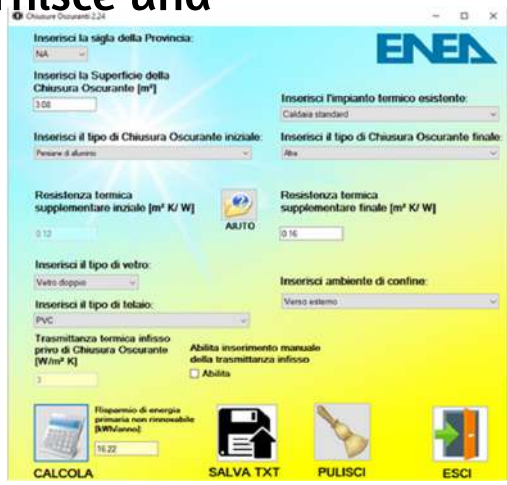 Chiusure Oscuranti 2.24
Inserisci la sigla della Provincia:
NA
ENEA
Inserisci la Superficie della
Chiusura Oscurante [m²]
3.08
Inserisci l'impianto termico esistente:
Caldaia standard
Inserisci il tipo di Chiusura Oscurante iniziale:
Persiane di alluminio
Inserisci il tipo di Chiusura Oscurante finale:
Altra
Resistenza termica
supplementare inziale [m² K/ W]
0.12
AIUTO
Resistenza termica
supplementare finale [m² K/ W]
0.16
Inserisci il tipo di vetro:
Vetro doppio
Inserisci ambiente di confine:
Verso esterno
Inserisci il tipo di telaio:
PVC
Trasmittanza termica infisso
privo di Chiusura Oscurante
[W/m² K]
3
Abilita inserimento manuale
della trasmittanza infisso
Abilita
Risparmio di energia
primaria non rinnovabile
[kWh/anno]:
16.22
CALCOLA
SALVA TXT
PULISCI
ESCI